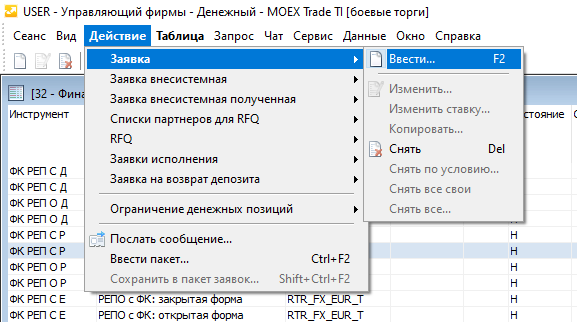 USER - Управляющий фирмы - Денежный - MOEX Trade TI [боевые торги]
Сеанс Вид Действие Таблица Запрос Чат Сервис Данные Окно Справка
Заявка
Ввести... F2
Заявка внесистемная
Изменить...
Заявка внесистемная полученная
Изменить ставку...
Списки партнеров для RFQ
Копировать...
RFQ
Снять Del
Заявки исполнения
Снять по условию...
Заявка на возврат депозита
Снять все свои
Ограничение денежных позиций
Снять все...
Послать сообщение...
Ввести пакет... Ctrl+F2
Сохранить в пакет заявок... Shift+Ctrl+F2
[32 - Фина
Инструмент стояние
ФК РЕП С Д
ФК РЕП С Д
ФК РЕП О Д
ФК РЕП О Д
ФК РЕП С Р Н
ФК РЕП С Р Н
ФК РЕП О Р Н
ФК РЕП О Р Н
ФК РЕП С Е РЕПО с ФК: закрытая форма RTR_FX_EUR_T Н
ФК РЕП О Е РЕПО с ФК: открытая форма RTR_FX_EUR_T Н